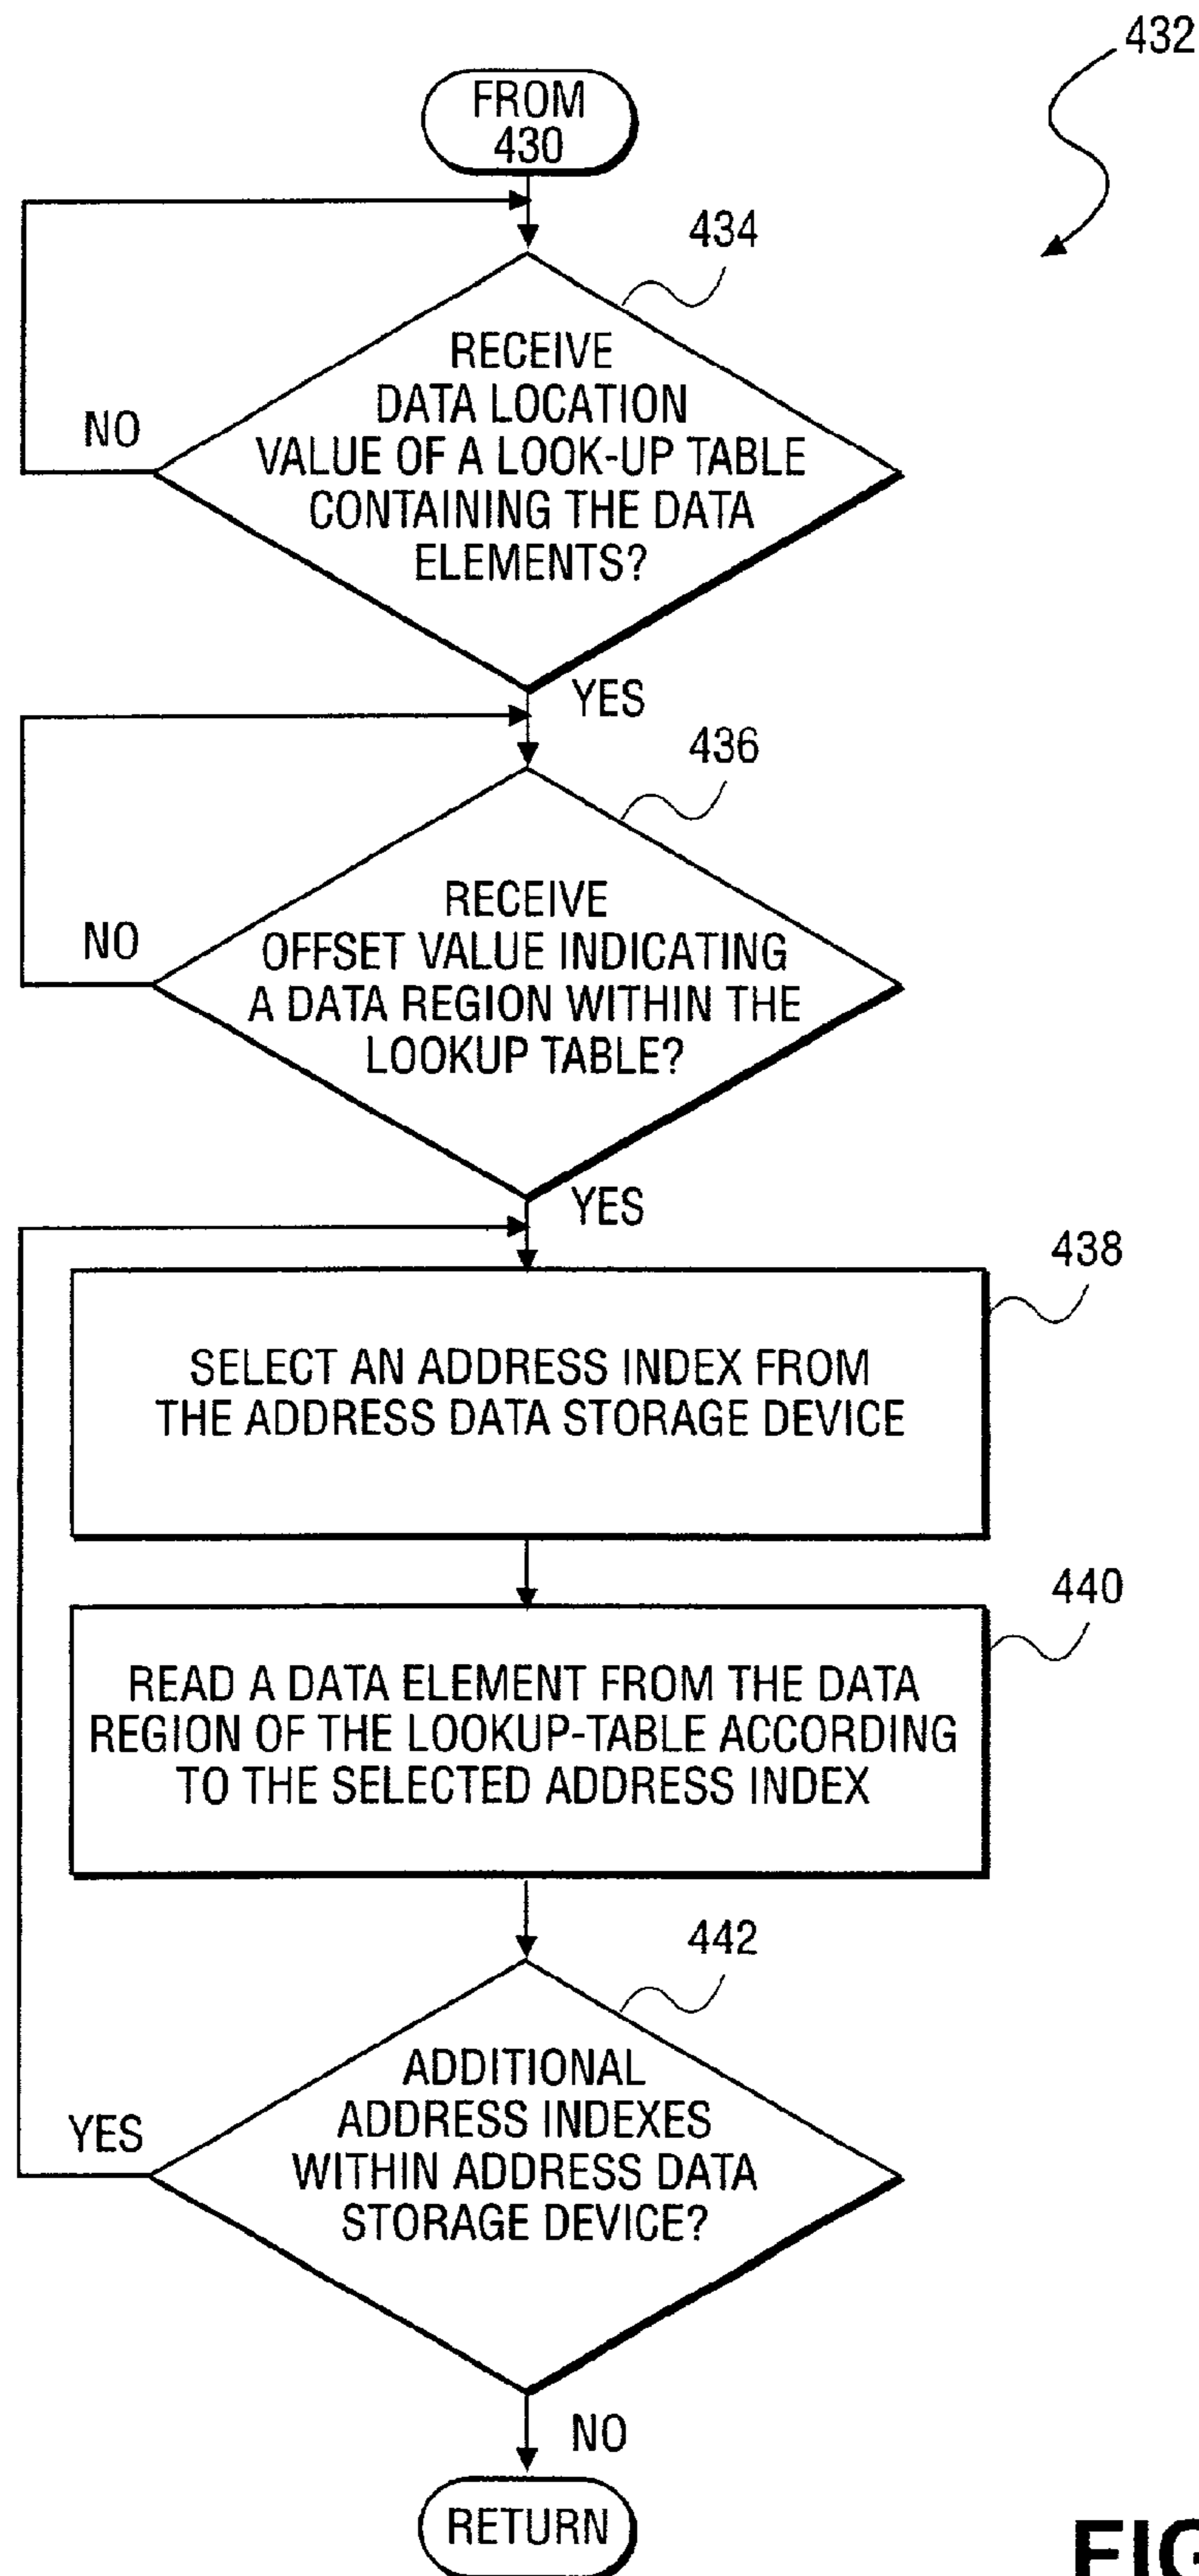 432
FROM
430
434
RECEIVE
DATA LOCATION
VALUE OF A LOOK-UP TABLE
CONTAINING THE DATA
ELEMENTS?
NO
YES
436
RECEIVE
OFFSET VALUE INDICATING
A DATA REGION WITHIN THE
LOOKUP TABLE?
NO
YES
438
SELECT AN ADDRESS INDEX FROM
THE ADDRESS DATA STORAGE DEVICE
440
READ A DATA ELEMENT FROM THE DATA
REGION OF THE LOOKUP-TABLE ACCORDING
TO THE SELECTED ADDRESS INDEX
442
ADDITIONAL
ADDRESS INDEXES
WITHIN ADDRESS DATA
STORAGE DEVICE?
YES
NO
RETURN